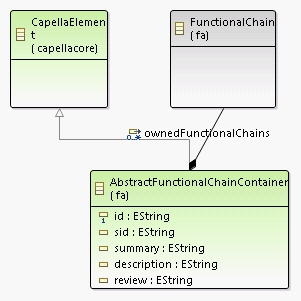 CapellaElemen
t
(capellacore)
FunctionalChain
(fa)
ownedFunctionalChains
AbstractFunctionalChainContainer
(fa)
id : EString
sid : EString
summary : EString
description : EString
review : EString